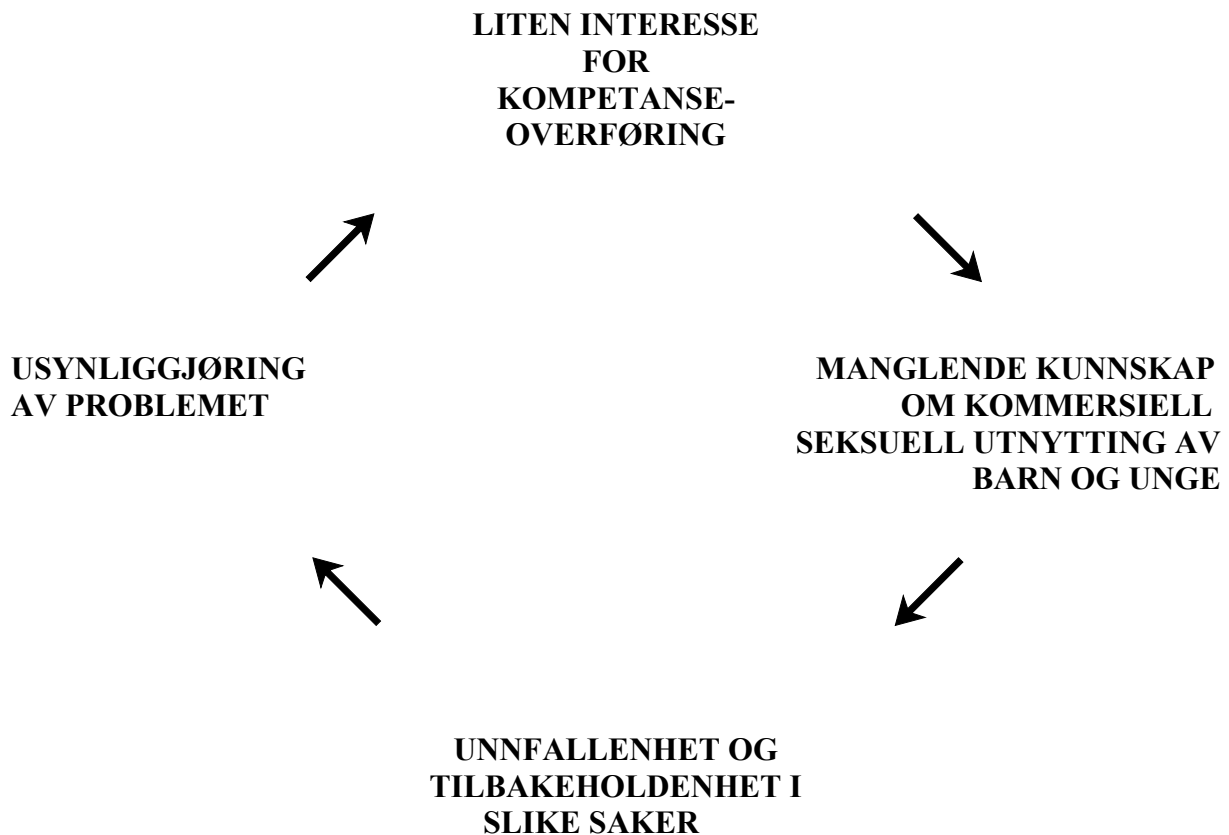 LITEN INTERESSE
FOR
KOMPETANSE-
OVERFØRING
USYNLIGGJØRING
AV PROBLEMET
MANGLENDE KUNNSKAP
OM KOMMERSIELL
SEKSUELL UTNYTTING AV
BARN OG UNGE
UNNFALLENHET OG
TILBAKEHOLDENHET I
SLIKE SAKER